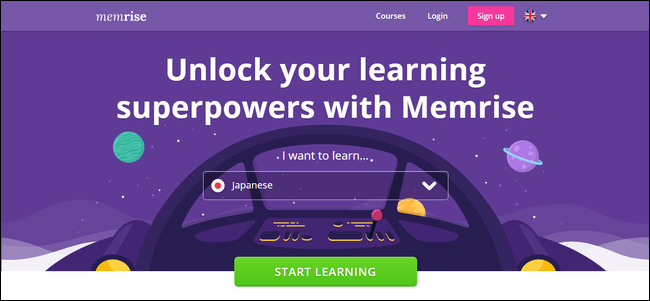 memrise
Courses
Login
Sign up
Unlock your learning
superpowers with Memrise
I want to learn...
Japanese
START LEARNING